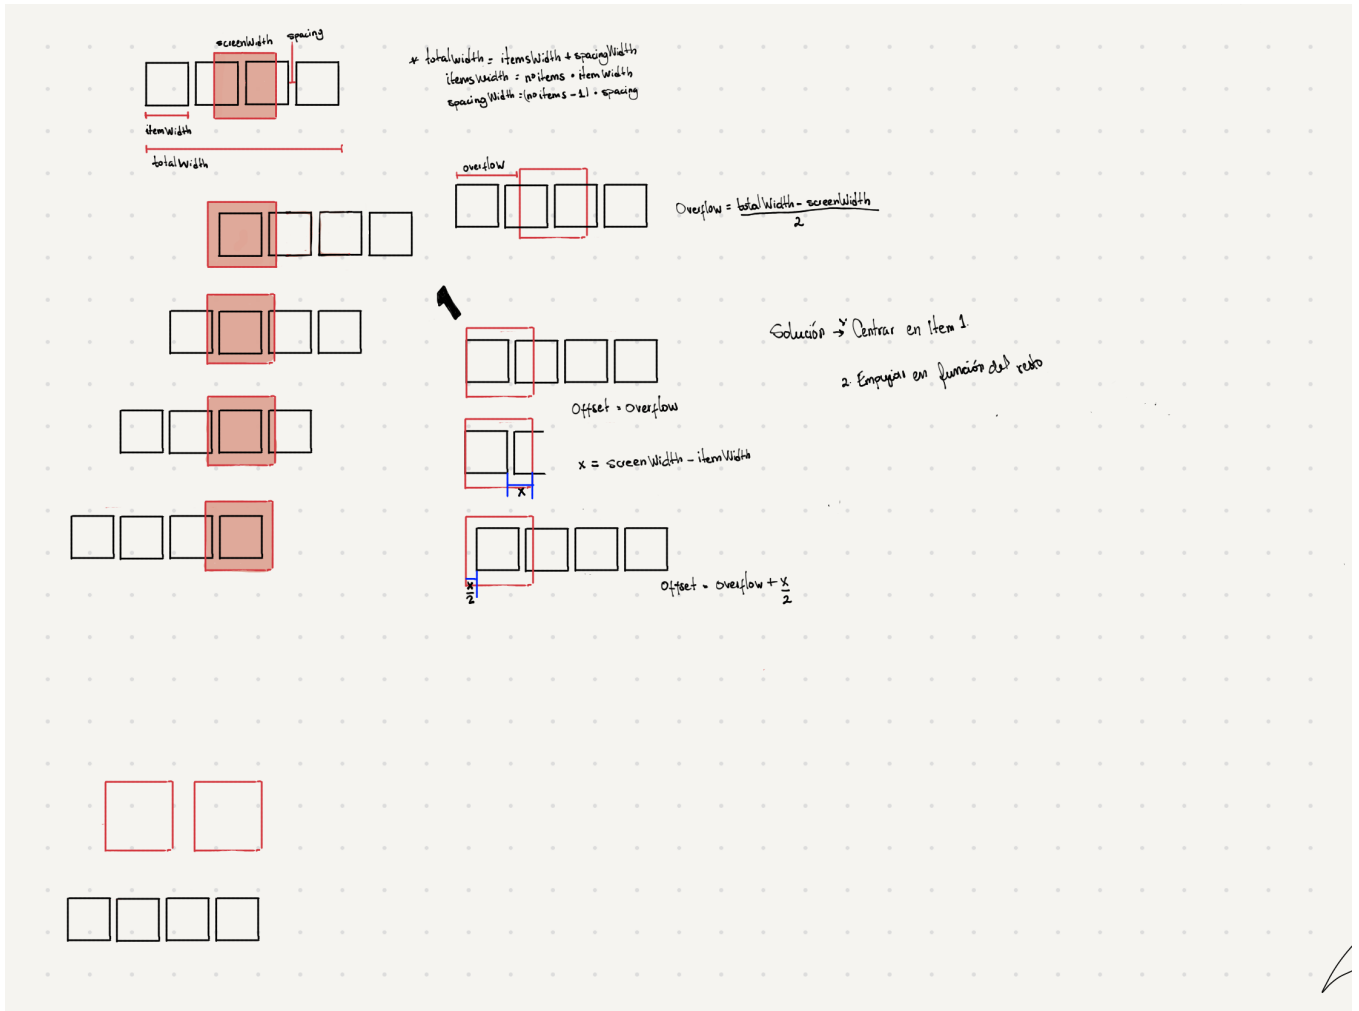 screenWidth
spacing
itemWidth
totalWidth
* totalwidth = itemsWidth + spacingWidth
itemsWidth = nºitems · itemWidth
spacingWidth = (nºitems - 1) · spacing
overflow
Overflow = totalWidth - screenWidth
2
1
Solución → 1. Centrar en item 1.
2. Empujar en función del resto
Offset = Overflow
x = screenWidth - itemWidth
x
x
2
Offset = overflow + x
2